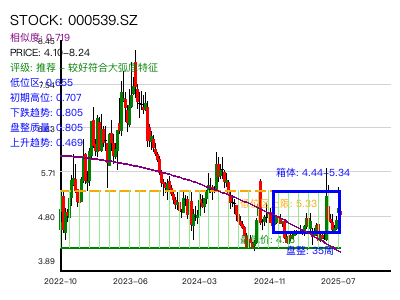 STOCK: 000539.SZ
相似度: 0.719
8.45
PRICE: 4.10-8.24
评级: 推荐 - 较好符合大弧底特征
7.54
低位区: 0.655
初期高位: 0.707
下跌趋势: 0.805
盘整质量: 0.805
上升趋势: 0.469
5.71
箱体: 4.44-5.34
4.80
盘整: 35周
3.89
2022-10
2023-06
2024-03
2024-11
2025-07